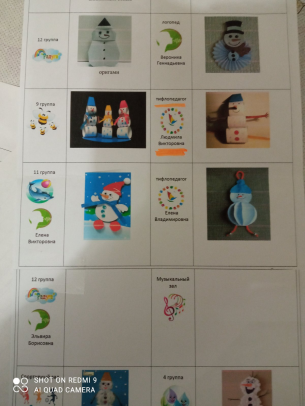 12 группа
логопед
Вероника
Геннадьевна
оригами
9 группа
тифлопедагог
Людмила
Викторовна
11 группа
тифлопедагог
Елена
Викторовна
Елена
Владимировна
12 группа
Музыкальный
зал
Эльвира
Борисовна
4 группа
SHOT ON REDMI 9
AI QUAD CAMERA